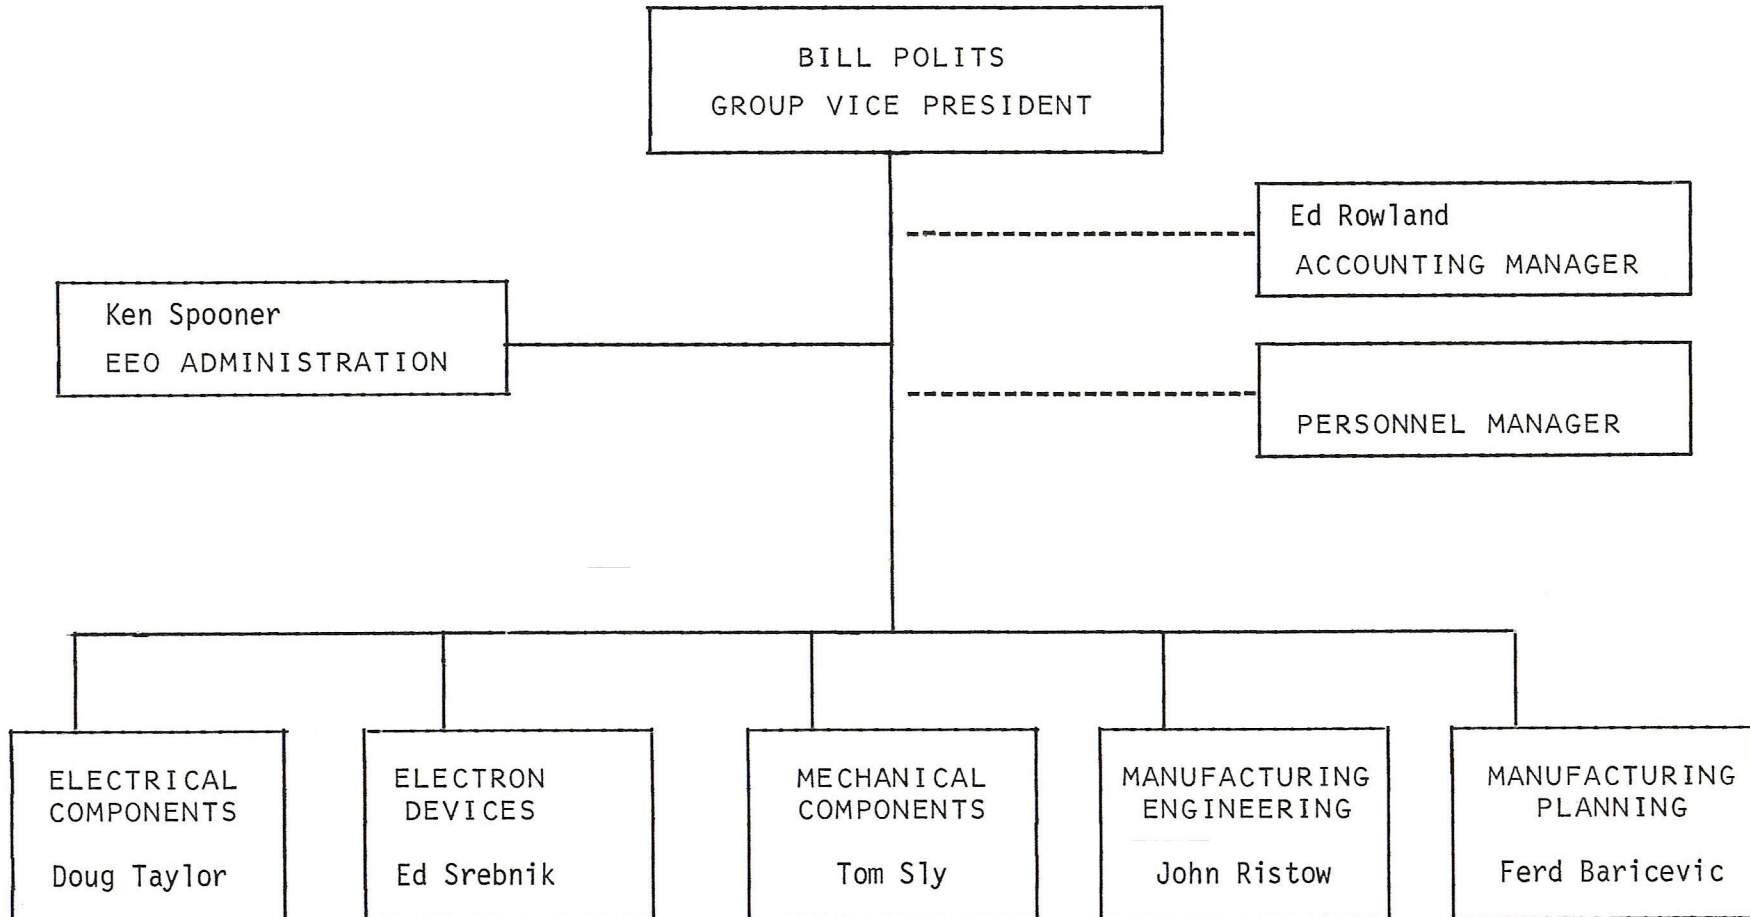 BILL POLITS
GROUP VICE PRESIDENT
Ed Rowland
ACCOUNTING MANAGER
Ken Spooner
EEO ADMINISTRATION
PERSONNEL MANAGER
ELECTRICAL
COMPONENTS
Doug Taylor
ELECTRON
DEVICES
Ed Srebnik
MECHANICAL
COMPONENTS
Tom Sly
MANUFACTURING
ENGINEERING
John Ristow
MANUFACTURING
PLANNING
Ferd Baricevic